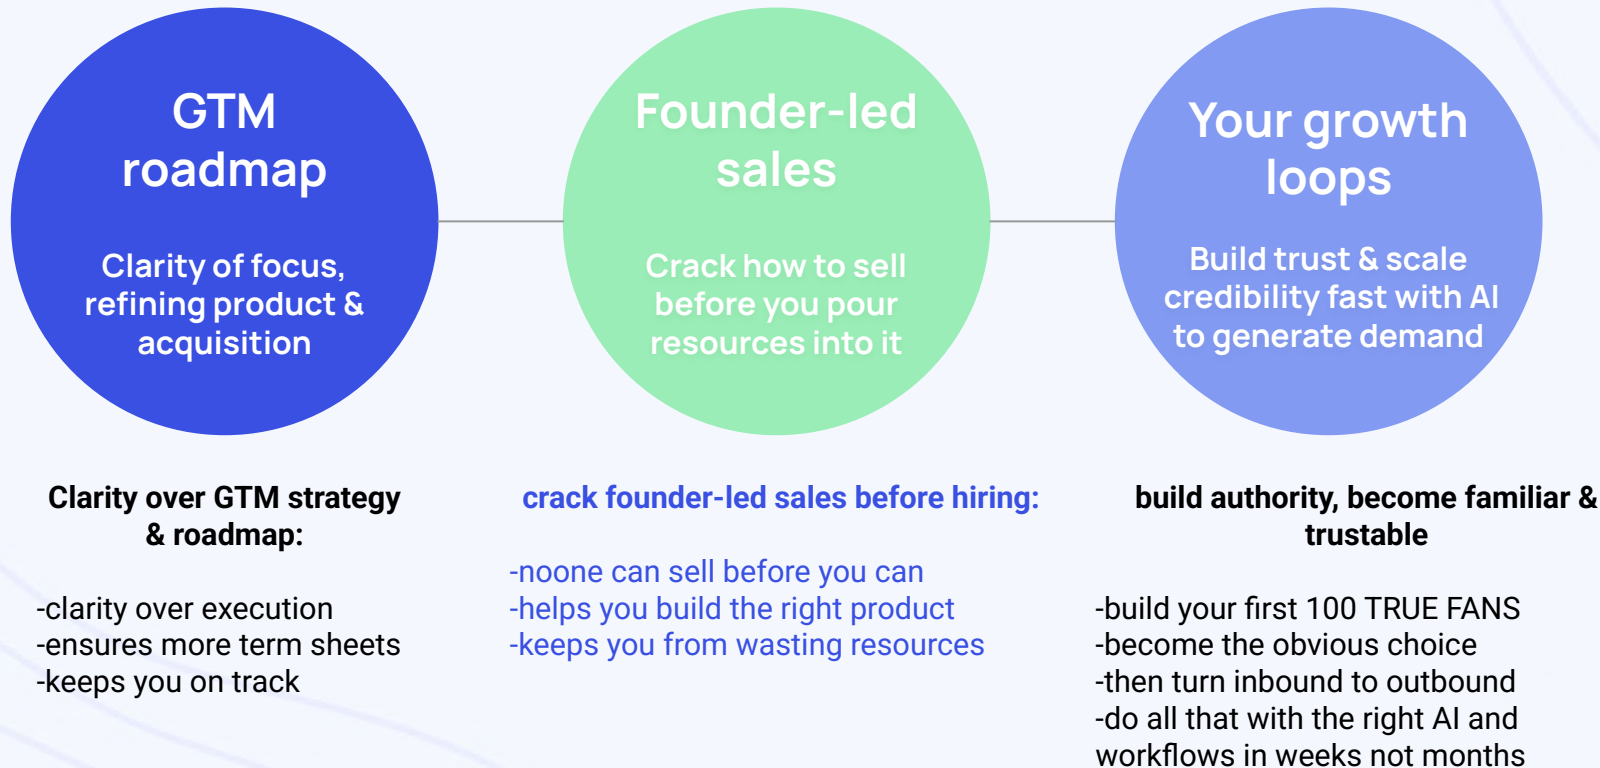 GTM
roadmap
Clarity of focus,
refining product &
acquisition
Founder-led
sales
Crack how to sell
before you pour
resources into it
Your growth
loops
Build trust & scale
credibility fast with AI
to generate demand
Clarity over GTM strategy
& roadmap:
-clarity over execution
-ensures more term sheets
-keeps you on track
crack founder-led sales before hiring:
-noone can sell before you can
-helps you build the right product
-keeps you from wasting resources
build authority, become familiar &
trustable
-build your first 100 TRUE FANS
-become the obvious choice
-then turn inbound to outbound
-do all that with the right AI and
workflows in weeks not months